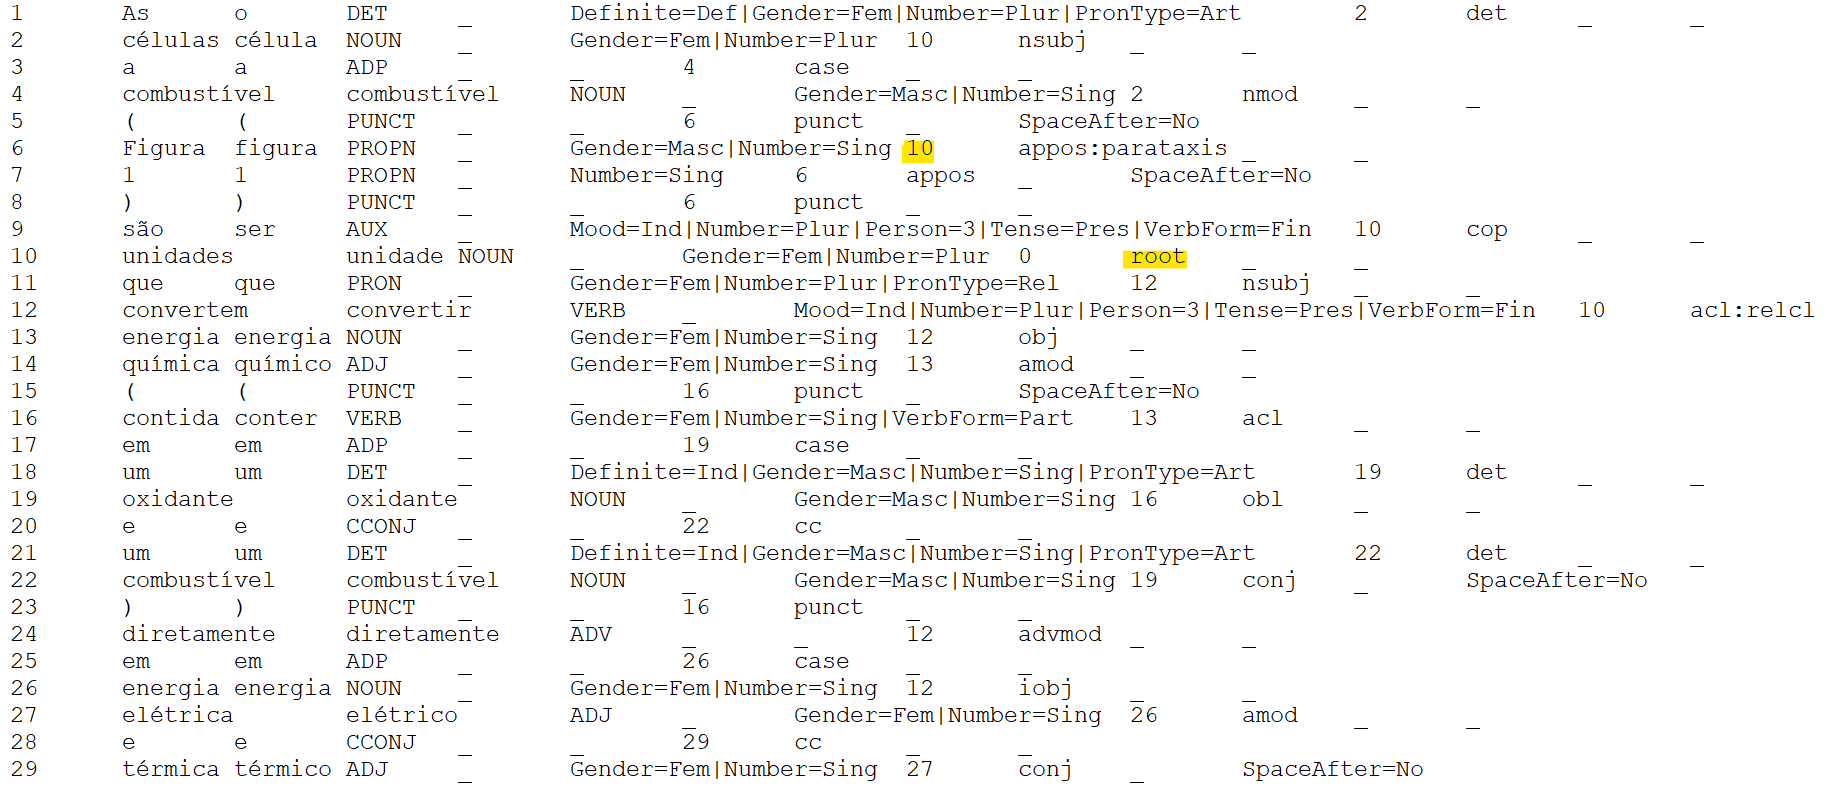 1 As o DET _ Definite=Def|Gender=Fem|Number=Plur|PronType=Art 2 det _ _
2 células célula NOUN _ Gender=Fem|Number=Plur 10 nsubj _ _
3 a a ADP _ _ 4 case _ _
4 combustível combustível NOUN _ Gender=Masc|Number=Sing 2 nmod _ _
5 ( ( PUNCT _ _ 6 punct _ SpaceAfter=No
6 Figura figura PROPN _ Gender=Masc|Number=Sing 10 appos:parataxis _ _
7 1 1 PROPN _ Number=Sing 6 appos _ SpaceAfter=No
8 ) ) PUNCT _ _ 6 punct _ _
9 são ser AUX _ Mood=Ind|Number=Plur|Person=3|Tense=Pres|VerbForm=Fin 10 cop _ _
10 unidades unidade NOUN _ Gender=Fem|Number=Plur 0 root _ _
11 que que PRON _ Gender=Fem|Number=Plur|PronType=Rel 12 nsubj _ _
12 convertem convertir VERB _ Mood=Ind|Number=Plur|Person=3|Tense=Pres|VerbForm=Fin 10 acl:relcl
13 energia energia NOUN _ Gender=Fem|Number=Sing 12 obj _ _
14 química químico ADJ _ Gender=Fem|Number=Sing 13 amod _ _
15 ( ( PUNCT _ _ 16 punct _ SpaceAfter=No
16 contida conter VERB _ Gender=Fem|Number=Sing|VerbForm=Part 13 acl _ _
17 em em ADP _ _ 19 case _ _
18 um um DET _ Definite=Ind|Gender=Masc|Number=Sing|PronType=Art 19 det _ _
19 oxidante oxidante NOUN _ Gender=Masc|Number=Sing 16 obl _ _
20 e e CCONJ _ _ 22 cc _ _
21 um um DET _ Definite=Ind|Gender=Masc|Number=Sing|PronType=Art 22 det _ _
22 combustível combustível NOUN _ Gender=Masc|Number=Sing 19 conj _ SpaceAfter=No
23 ) ) PUNCT _ _ 16 punct _ _
24 diretamente diretamente ADV _ _ 12 advmod _ _
25 em em ADP _ _ 26 case _ _
26 energia energia NOUN _ Gender=Fem|Number=Sing 12 iobj _ _
27 elétrica elétrico ADJ _ Gender=Fem|Number=Sing 26 amod _ _
28 e e CCONJ _ _ 29 cc _ _
29 térmica térmico ADJ _ Gender=Fem|Number=Sing 27 conj _ SpaceAfter=No